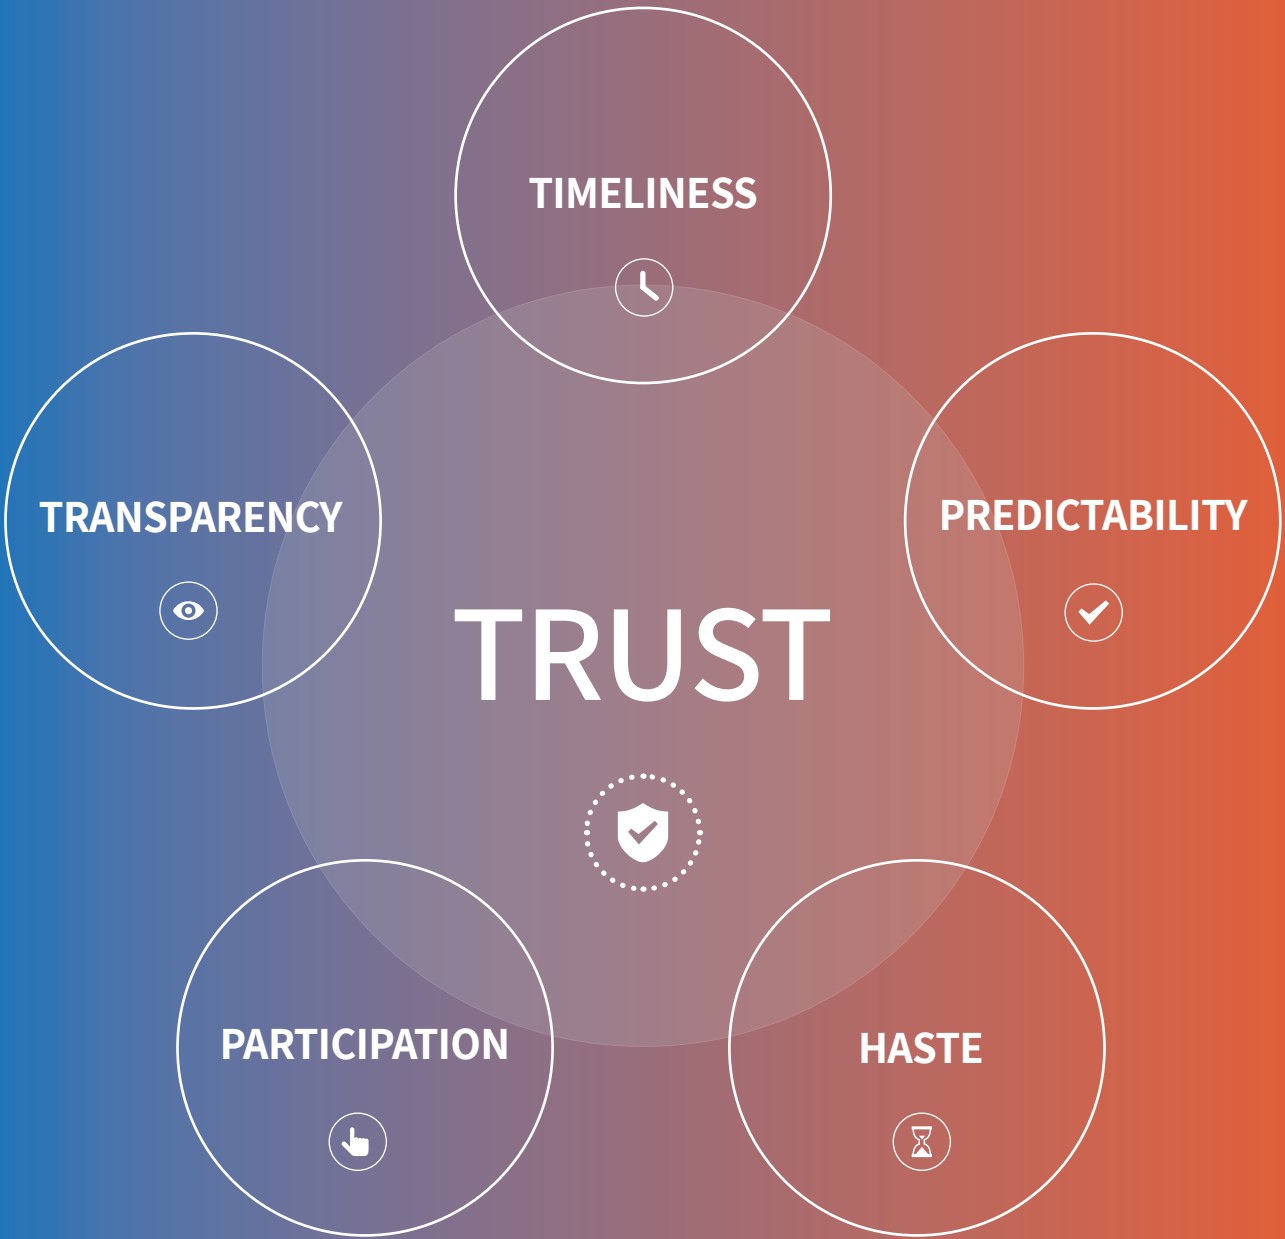 TIMELINESS
TRANSPARENCY
PREDICTABILITY
TRUST
PARTICIPATION
HASTE